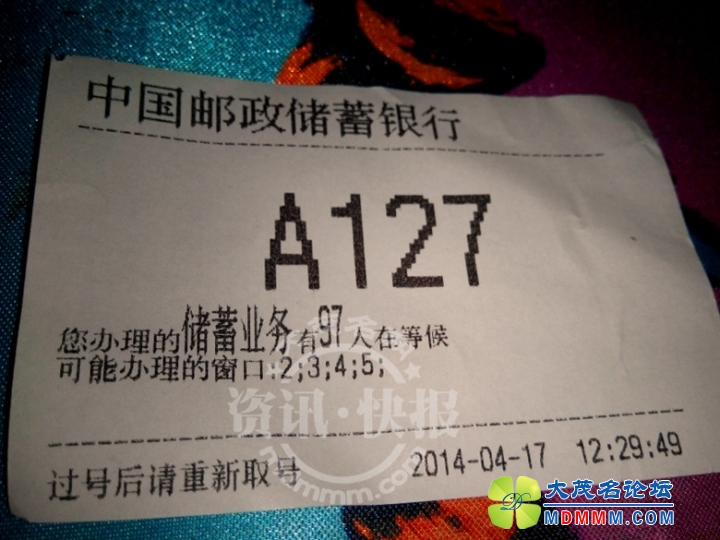 中国邮政储蓄银行
A127
您办理的储蓄业务有97人在等候
可能办理的窗口:2;3;4;5;
资讯·快报
过号后请重新取号 2014-04-17 12:29:49
大茂名论坛
MDMMM.COM